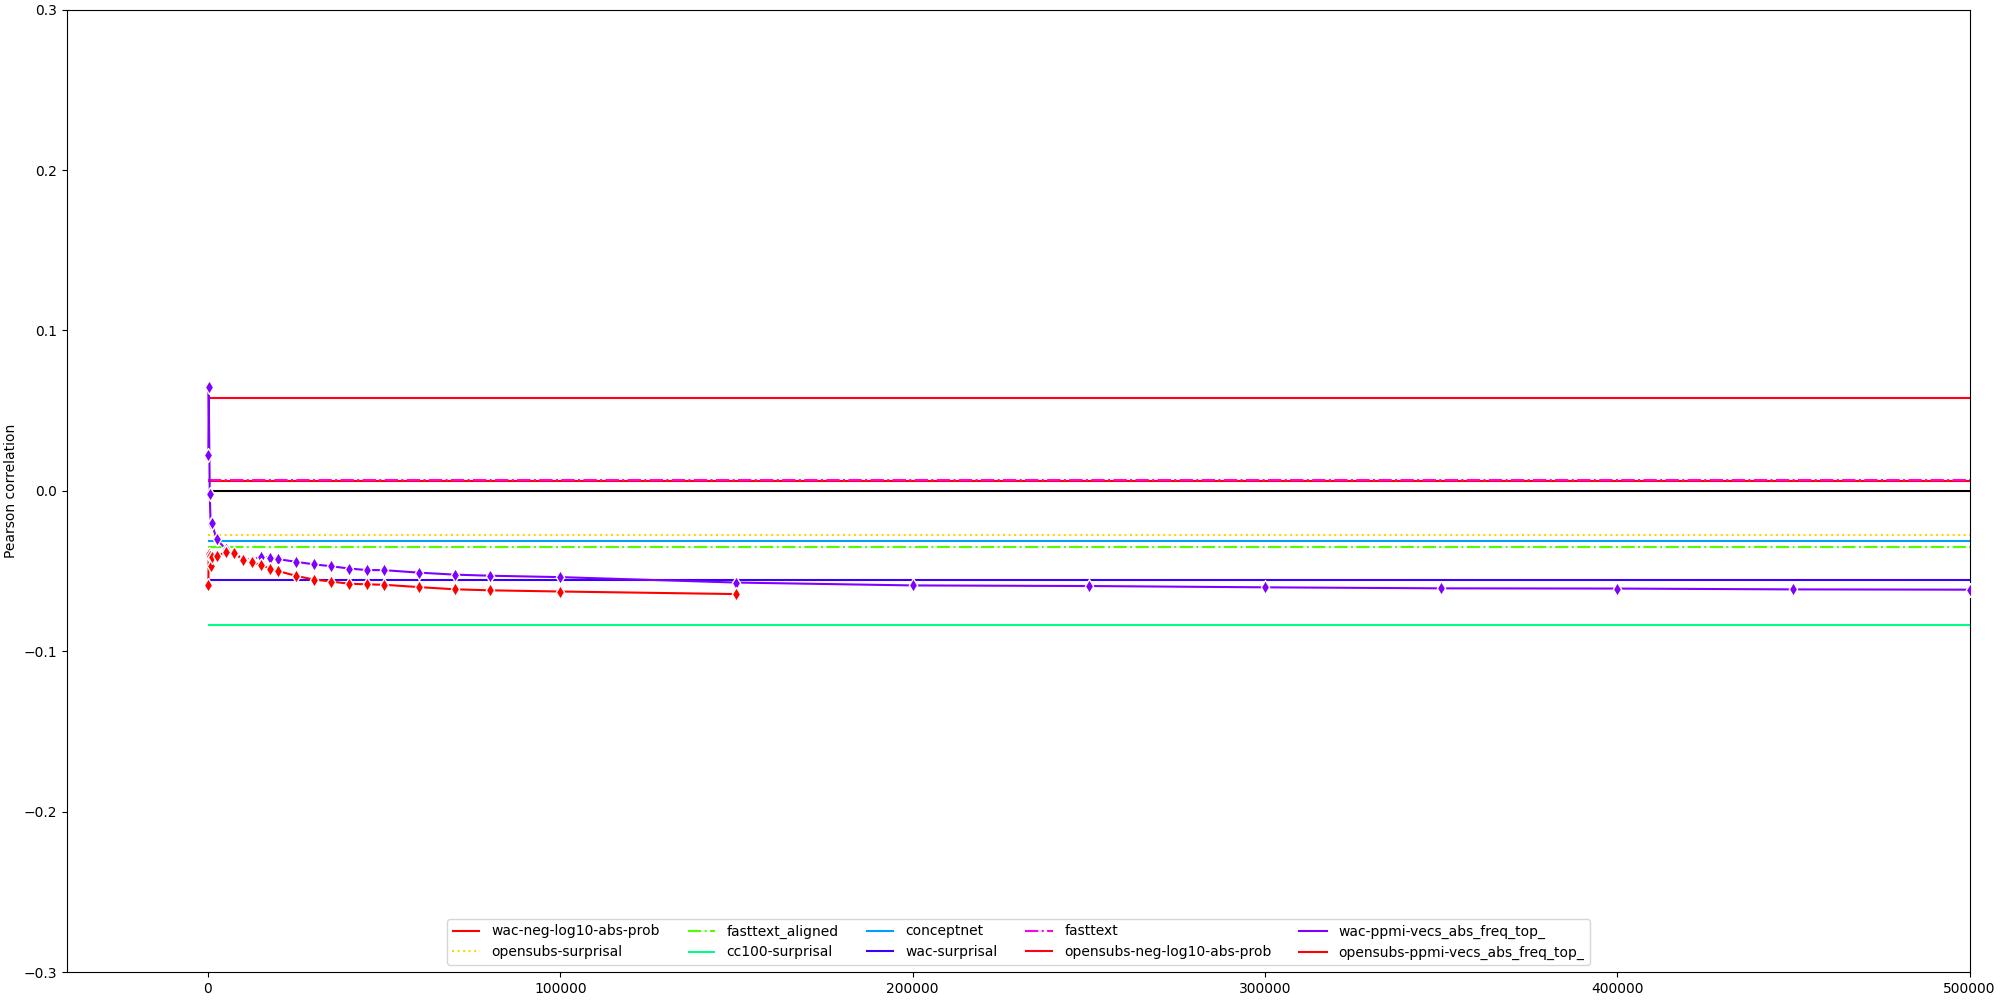 0.3
0.2
0.1
0.0
−0.1
−0.2
−0.3
Pearson correlation
wac-neg-log10-abs-prob
opensubs-surprisal
fasttext_aligned
cc100-surprisal
conceptnet
wac-surprisal
fasttext
opensubs-neg-log10-abs-prob
wac-ppmi-vecs_abs_freq_top_
opensubs-ppmi-vecs_abs_freq_top_
0
100000
200000
300000
400000
500000